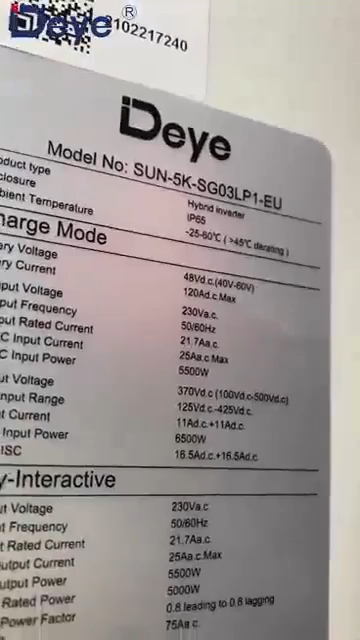 Deye®
102217240
Deye
Model No: SUN-5K-SG03LP1-EU
oduct type Hybrid inverter
closure IP65
bient Temperature -25-60℃ ( >45℃ derating )
harge Mode
ery Voltage 48Vd.c.(40V-60V)
ery Current 120Ad.c.Max
put Voltage 230Va.c.
put Frequency 50/60Hz
put Rated Current 21.7Aa.c.
C Input Current 25Aa.c.Max
C Input Power 5500W
ut Voltage 370Vd.c (100Vd.c-500Vd.c)
nput Range 125Vd.c.-425Vd.c.
t Current 11Ad.c+11Ad.c.
Input Power 6500W
ISC 16.5Ad.c.+16.5Ad.c.
y-Interactive
ut Voltage 230Va.c
t Frequency 50/60Hz
t Rated Current 21.7Aa.c.
utput Current 25Aa.c.Max
utput Power 5500W
Rated Power 5000W
Power Factor 0.8 leading to 0.8 lagging
75Aa.c.